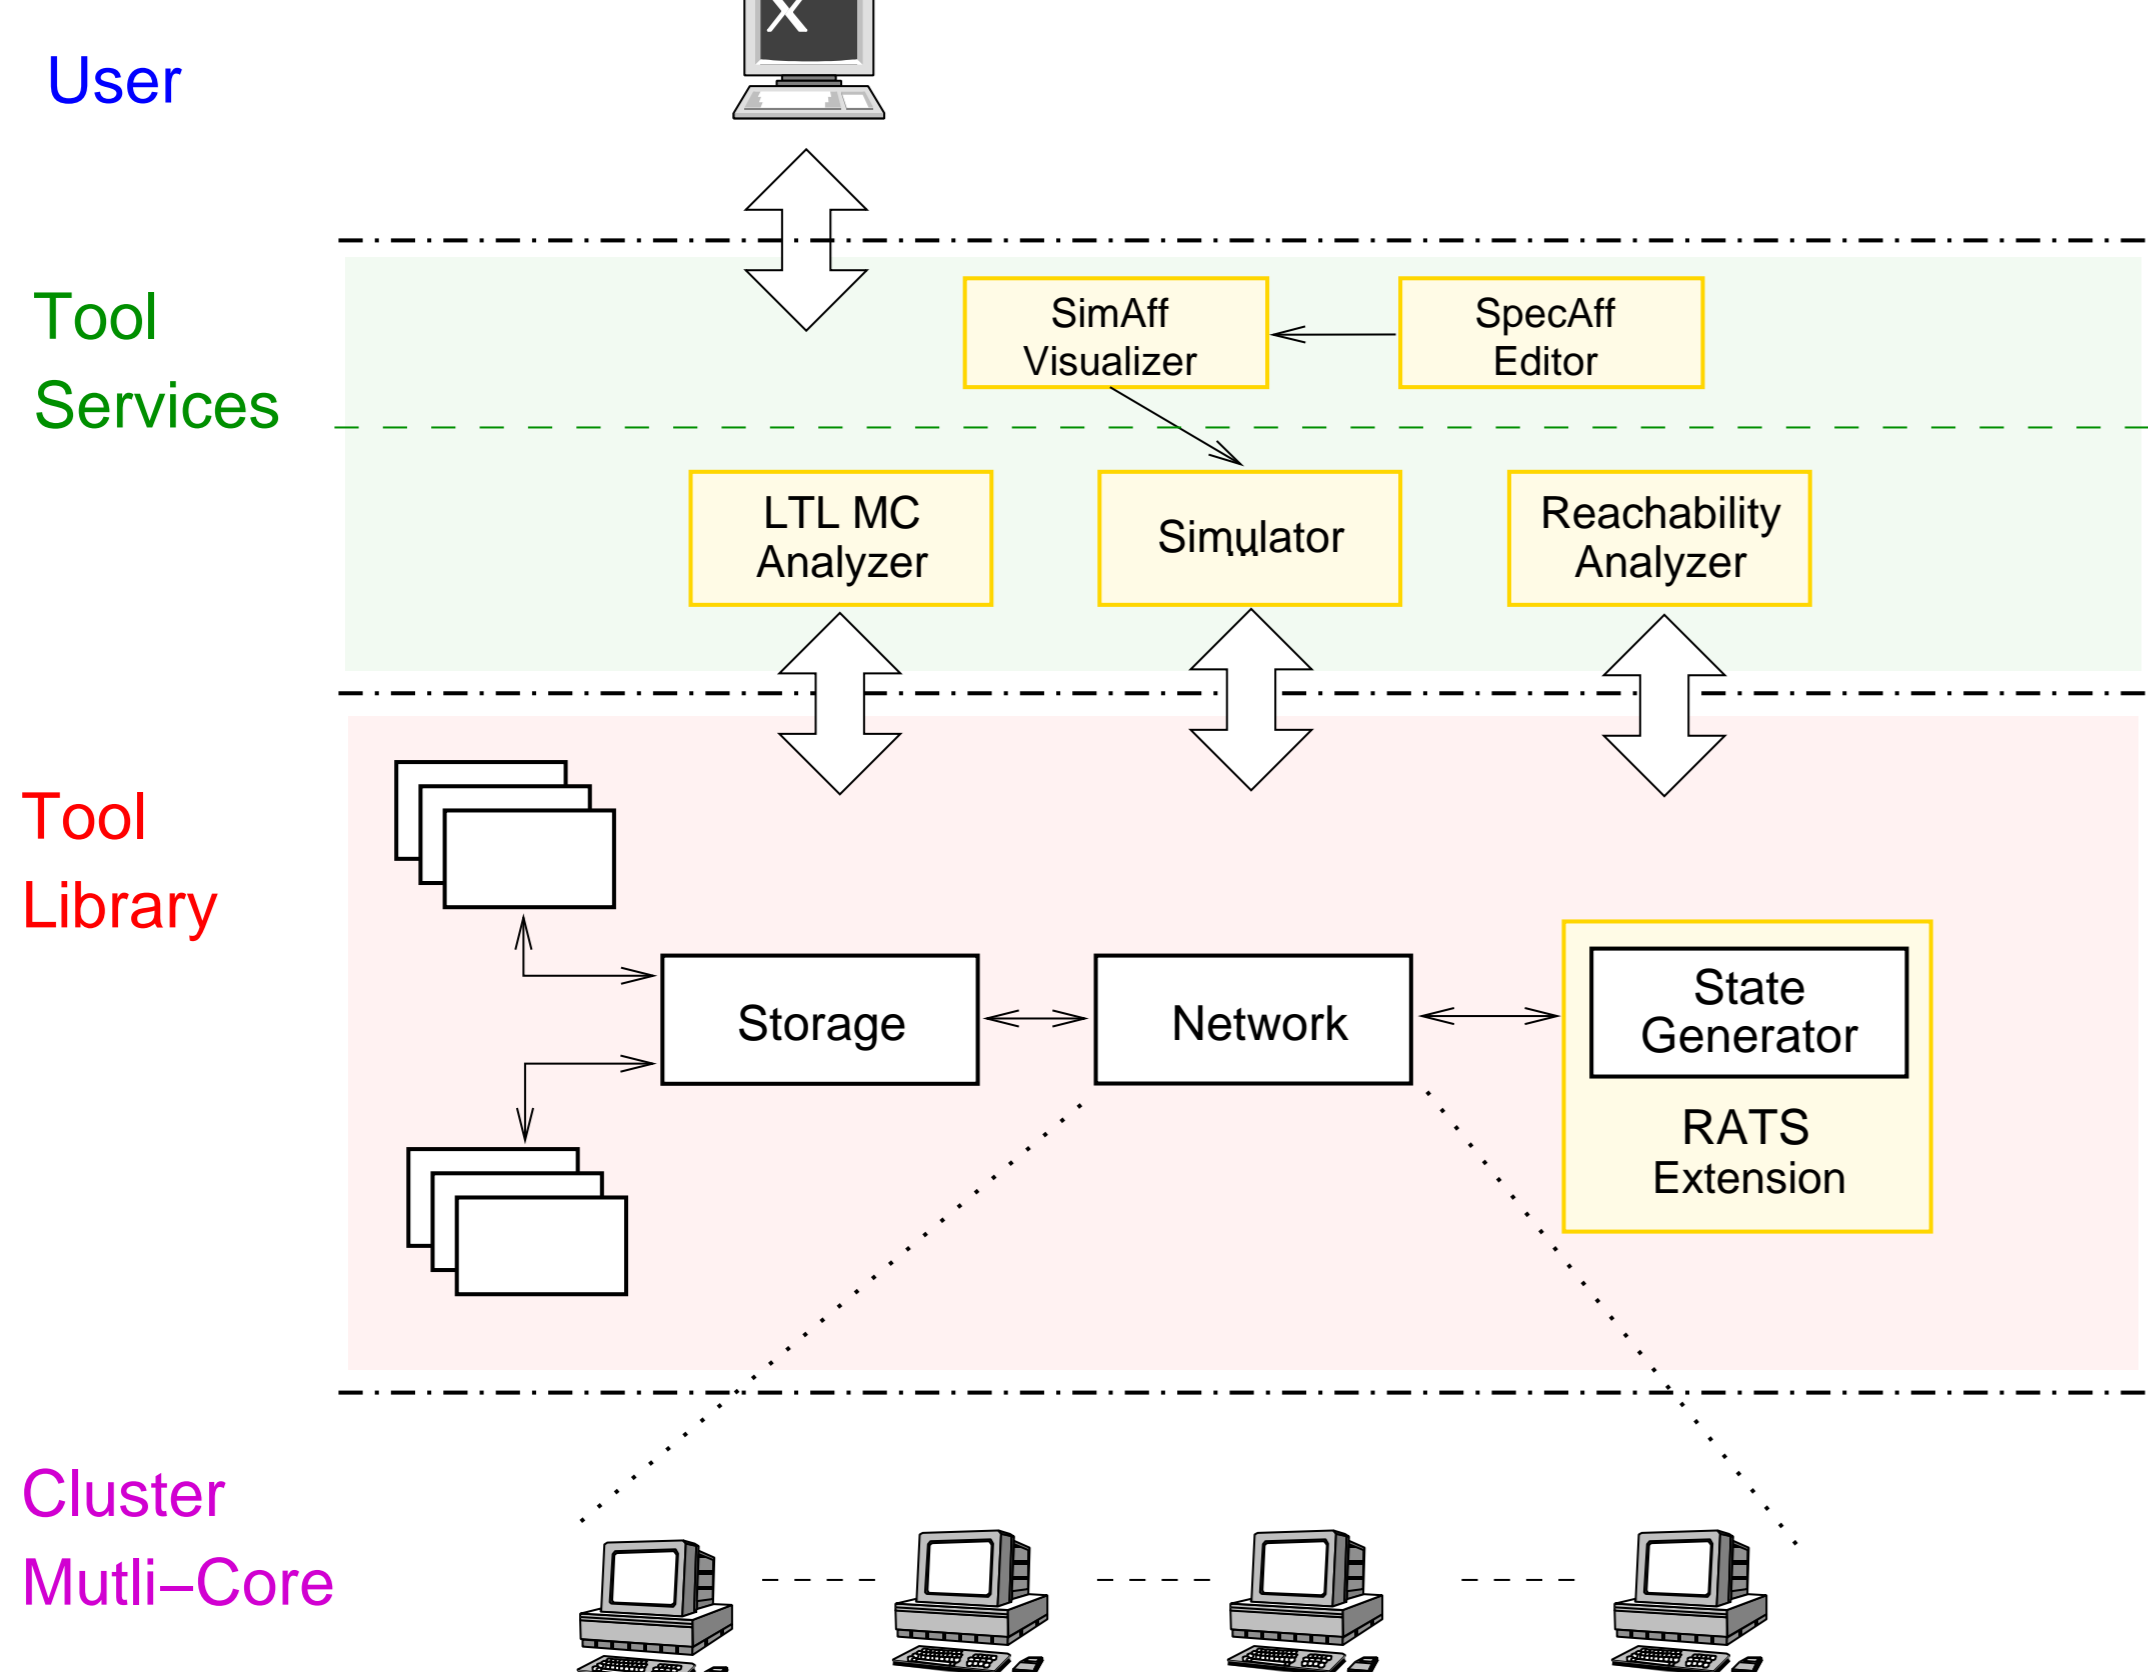 X
User
Tool
Services
SimAff
Visualizer
SpecAff
Editor
LTL MC
Analyzer
Simulator
...
Reachability
Analyzer
Tool
Library
Storage
Network
State
Generator
RATS
Extension
Cluster
Mutli–Core